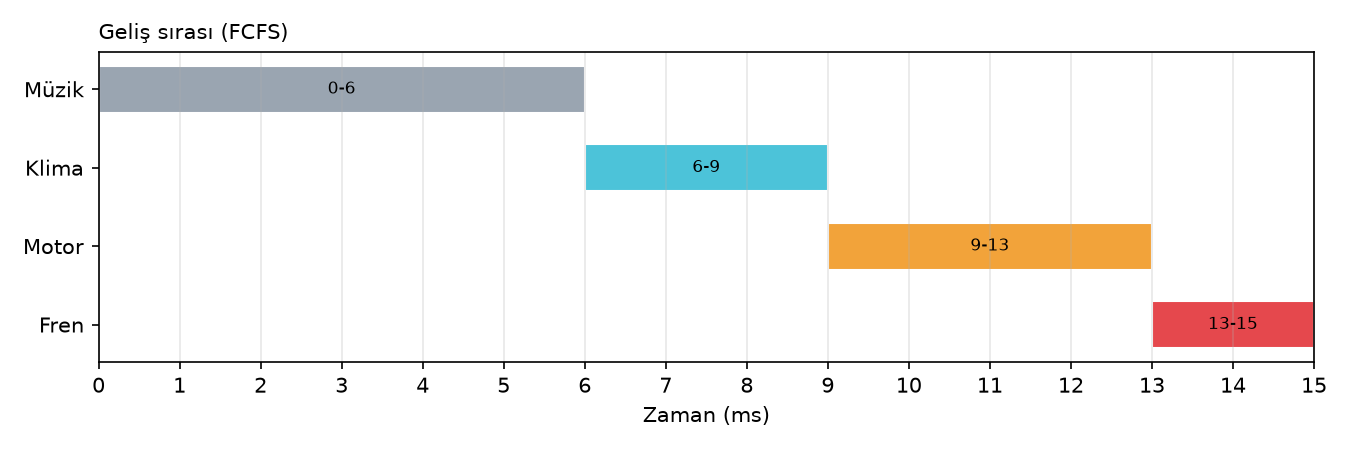 Geliş sırası (FCFS)
Müzik
0-6
Klima
6-9
Motor
9-13
Fren
13-15
0 1 2 3 4 5 6 7 8 9 10 11 12 13 14 15
Zaman (ms)